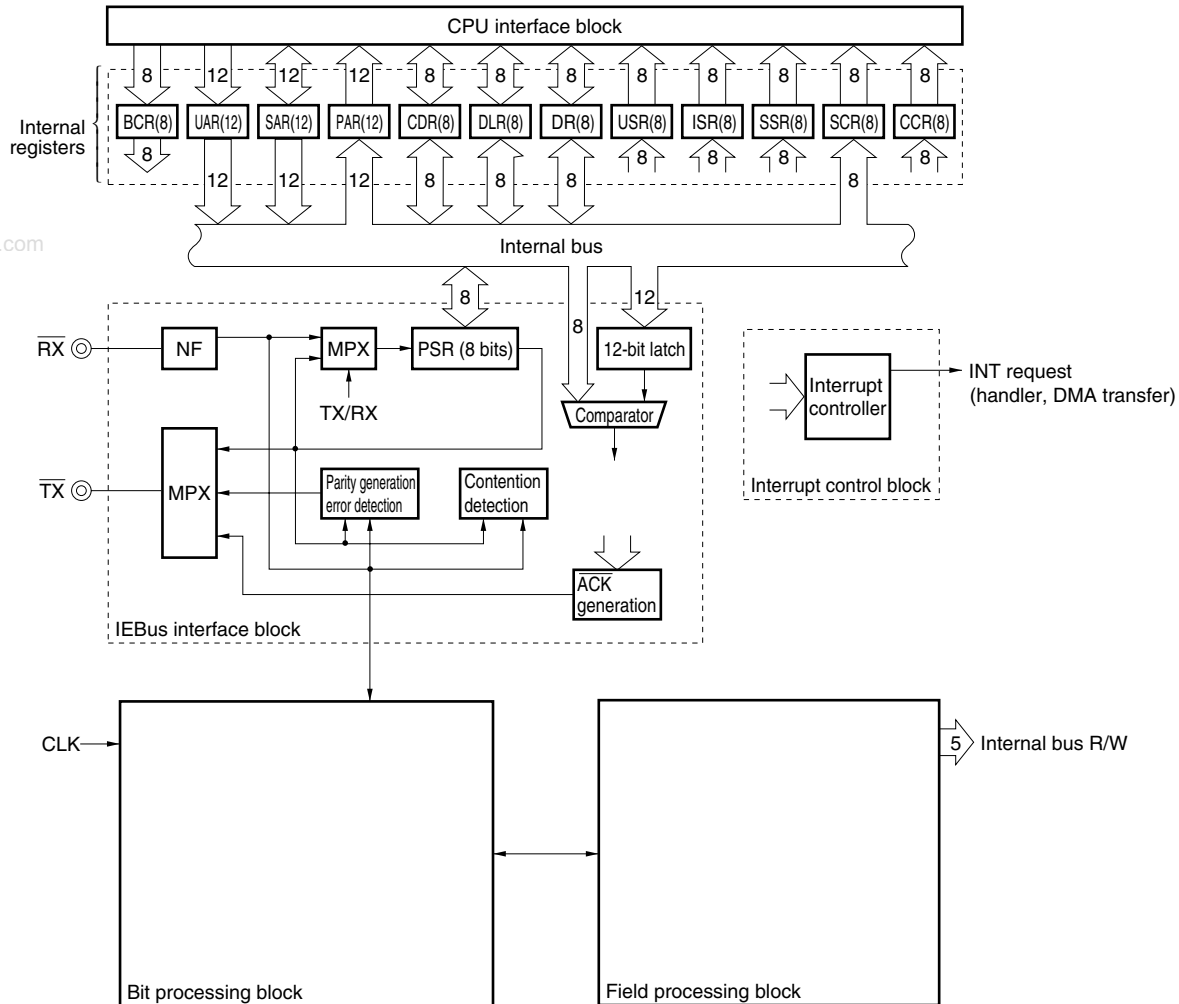 CPU interface block
8 12 12 12 8 8 8 8 8 8 8 8
Internal
registers
BCR(8) UAR(12) SAR(12) PAR(12) CDR(8) DLR(8) DR(8) USR(8) ISR(8) SSR(8) SCR(8) CCR(8)
8 8 8 8 8
12 12 12 8 8 8 8
.com
Internal bus
8 8 12
RX NF MPX PSR (8 bits) 12-bit latch
TX/RX
Comparator
Interrupt
controller
INT request
(handler, DMA transfer)
Interrupt control block
TX MPX
Parity generation
error detection
Contention
detection
ACK
generation
IEBus interface block
CLK
5 Internal bus R/W
Bit processing block
Field processing block